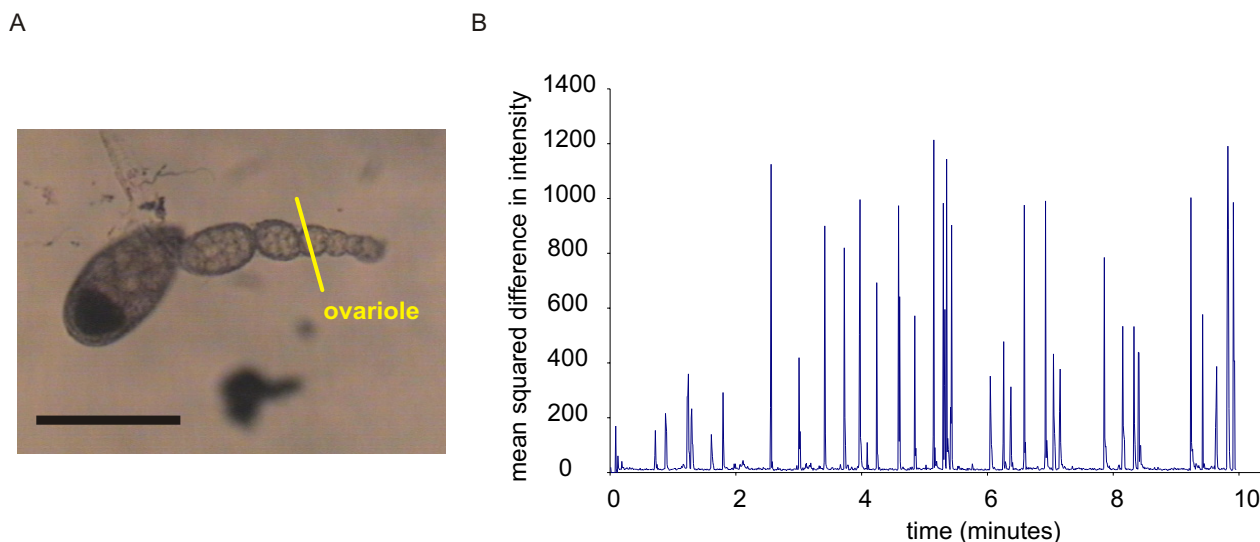 A
B
ovariole
mean squared difference in intensity
1400
1200
1000
800
600
400
200
0
0 2 4 6 8 10
time (minutes)